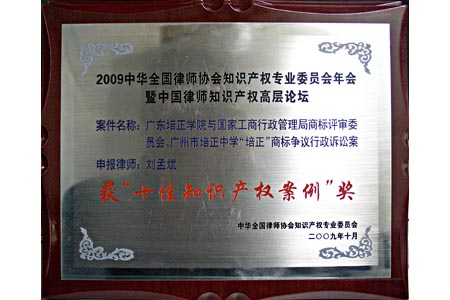 2009中华全国律师协会知识产权专业委员会年会
暨中国律师知识产权高层论坛
案件名称：广东培正学院与国家工商行政管理局商标评审委
员会、广州市培正中学“培正”商标争议行政诉讼案
申报律师：刘孟斌
获“十佳知识产权案例”奖
中华全国律师协会知识产权专业委员会
二〇〇九年十月